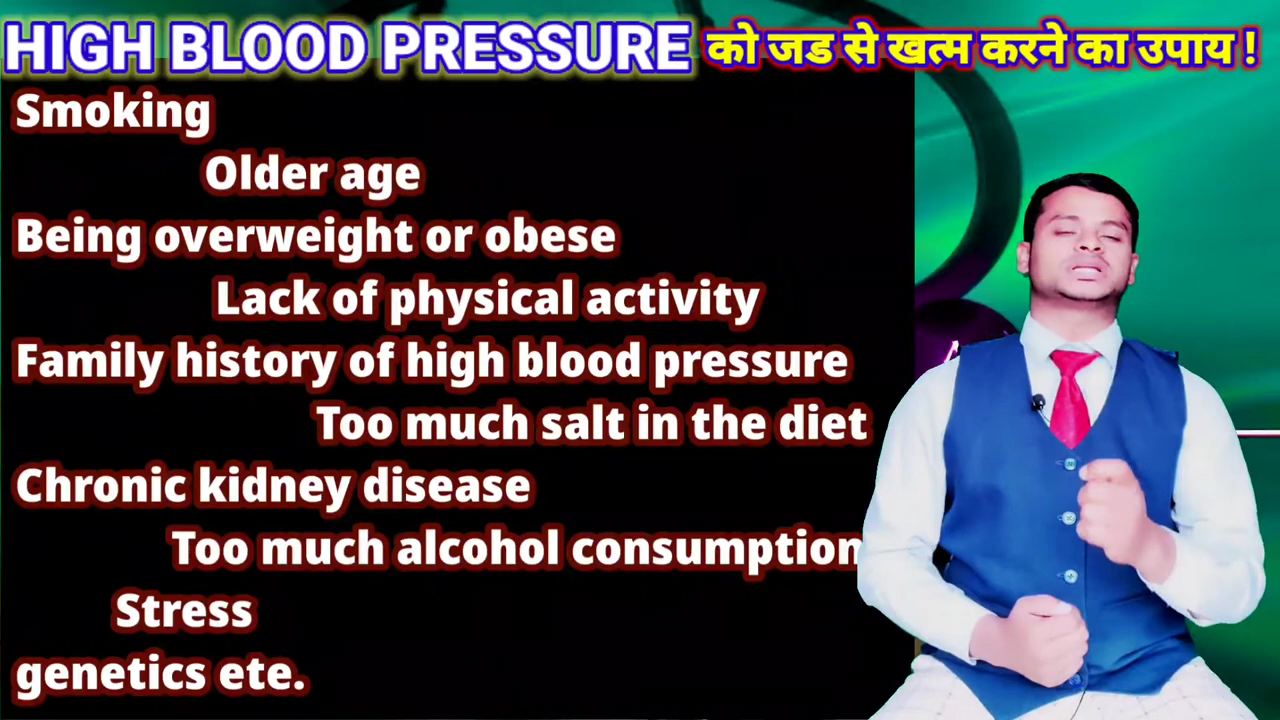 HIGH BLOOD PRESSURE को जड से खत्म करने का उपाय !
Smoking
Older age
Being overweight or obese
Lack of physical activity
Family history of high blood pressure
Too much salt in the diet
Chronic kidney disease
Too much alcohol consumption
Stress
genetics ete.